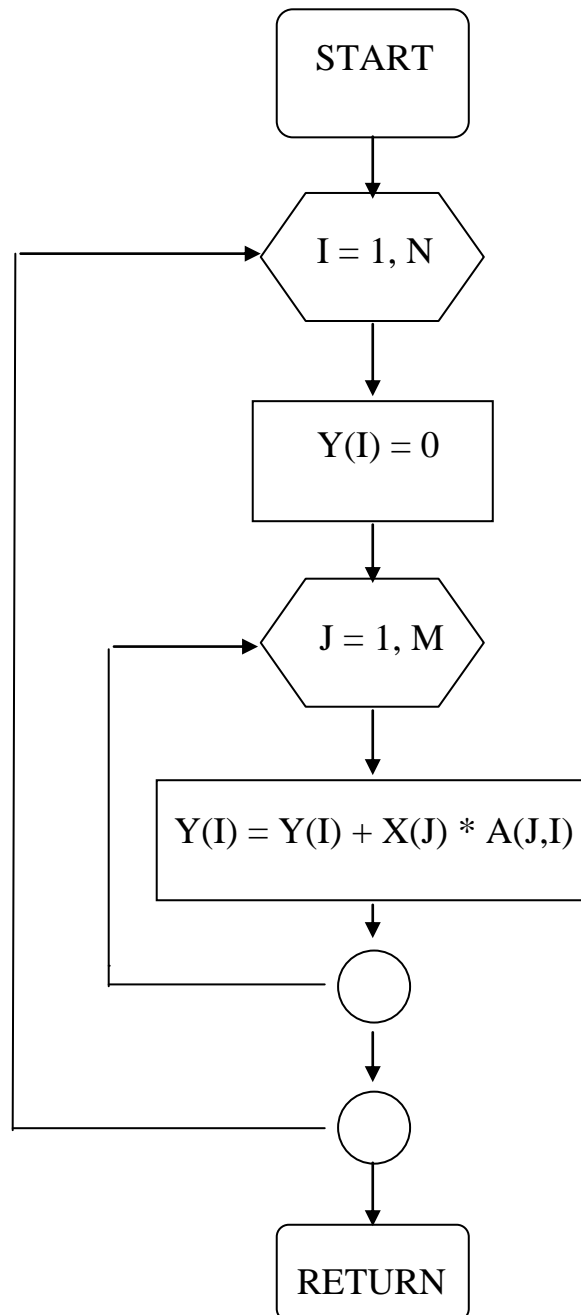 START
I = 1, N
Y(I) = 0
J = 1, M
Y(I) = Y(I) + X(J) * A(J,I)
RETURN